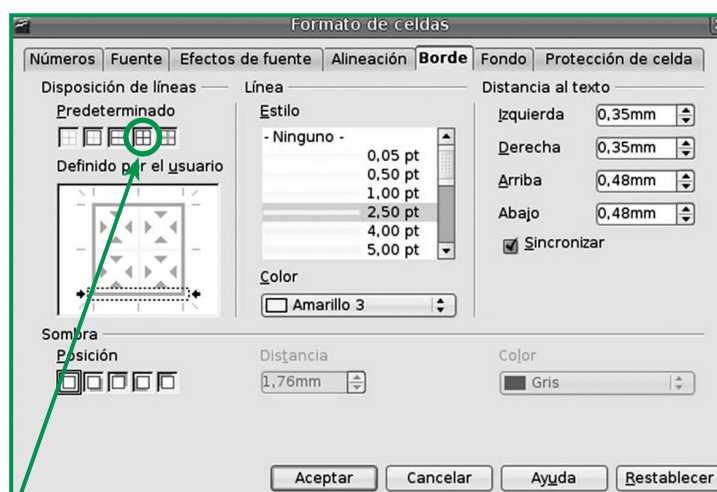 Formato de celdas
Números Fuente Efectos de fuente Alineación Borde Fondo Protección de celda
Disposición de líneas
Predeterminado
Definido por el usuario
Línea
Estilo
- Ninguno -
0,05 pt
0,50 pt
1,00 pt
2,50 pt
4,00 pt
5,00 pt
Color
Amarillo 3
Distancia al texto
Izquierda 0,35mm
Derecha 0,35mm
Arriba 0,48mm
Abajo 0,48mm
Sincronizar
Sombra
Posición
Distancia
1,76mm
Color
Gris
Aceptar Cancelar Ayuda Restablecer